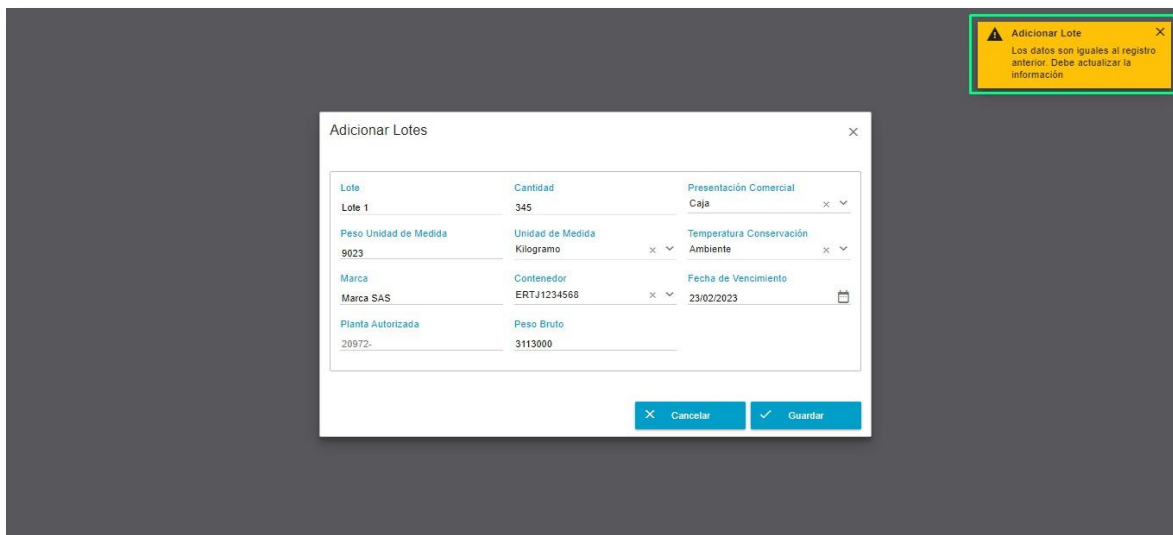 Adicionar Lote
Los datos son iguales al registro
anterior. Debe actualizar la
información
Adicionar Lotes
Lote
Cantidad
Presentación Comercial
Lote 1
345
Caja
Peso Unidad de Medida
Unidad de Medida
Temperatura Conservación
9023
Kilogramo
Ambiente
Marca
Contenedor
Fecha de Vencimiento
Marca SAS
ERTJ1234568
23/02/2023
Planta Autorizada
Peso Bruto
20972-
3113000
Cancelar
Guardar